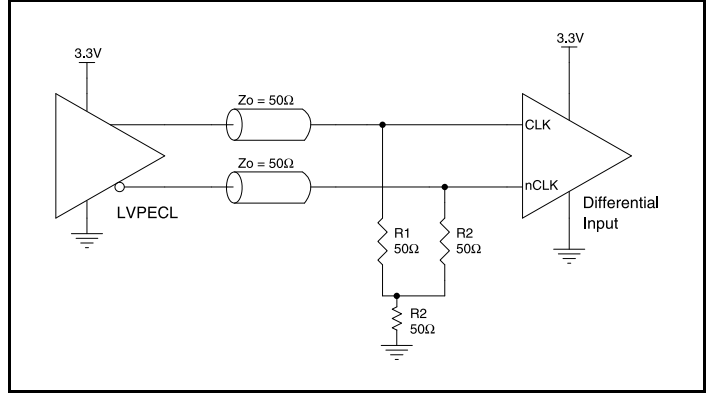 3.3V
3.3V
Zo = 50Ω
CLK
Zo = 50Ω
nCLK
LVPECL
Differential
Input
R1
50Ω
R2
50Ω
R2
50Ω